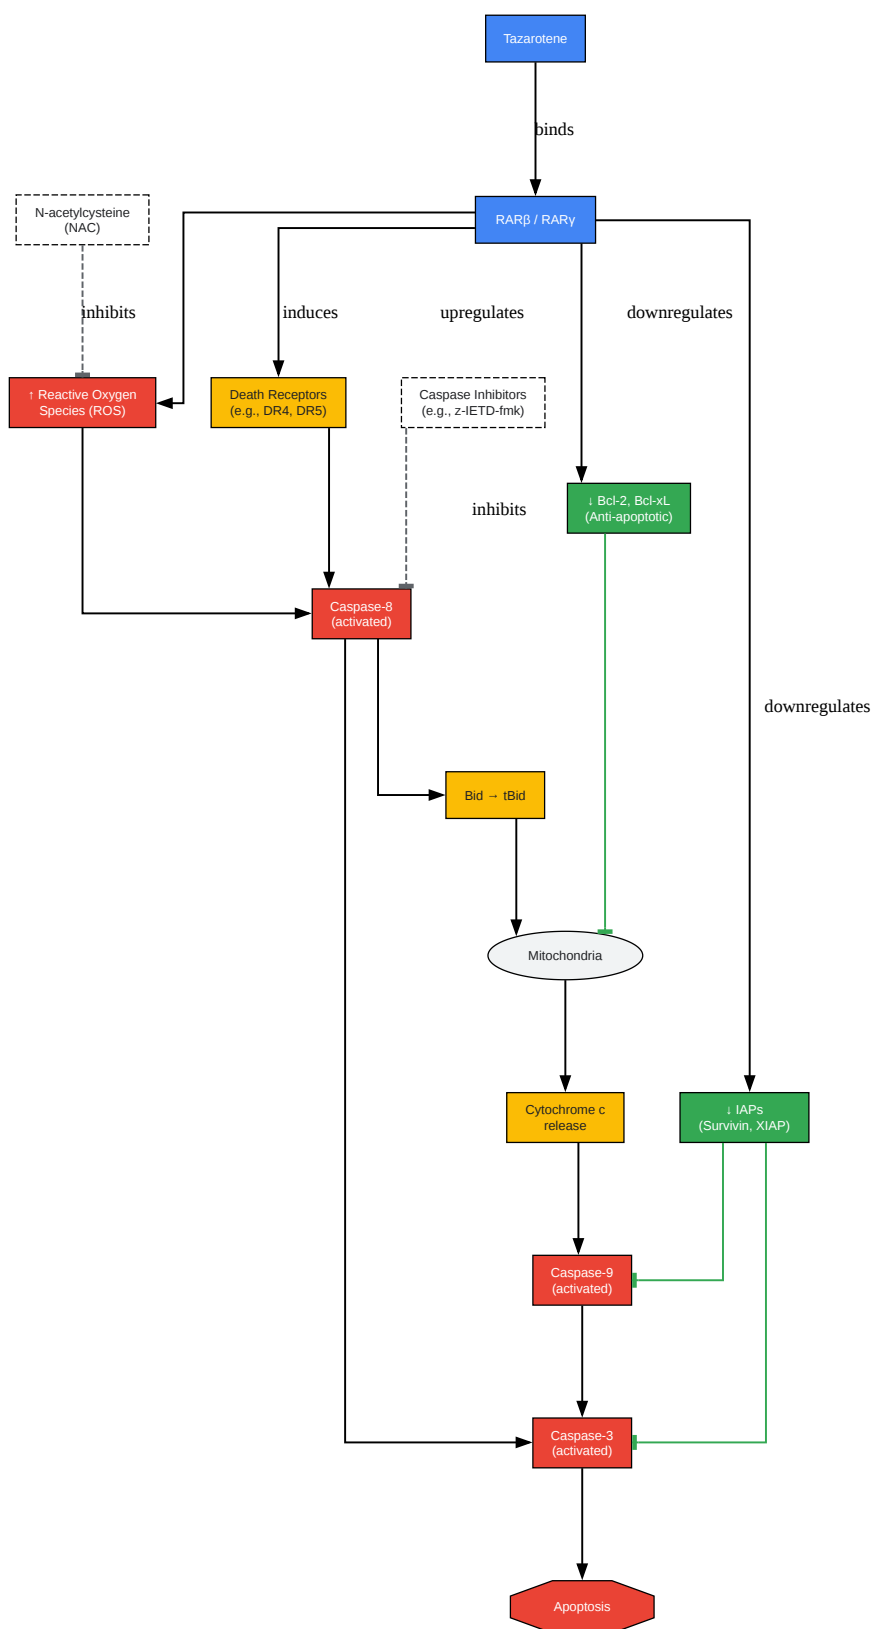 Tazarotene
binds
N-acetylcysteine
(NAC)
RARβ / RARγ
inhibits
induces
upregulates
downregulates
↑ Reactive Oxygen
Species (ROS)
Death Receptors
(e.g., DR4, DR5)
Caspase Inhibitors
(e.g., z-IETD-fmk)
inhibits
↓ Bcl-2, Bcl-xL
(Anti-apoptotic)
Caspase-8
(activated)
downregulates
Bid → tBid
Mitochondria
Cytochrome c
release
↓ IAPs
(Survivin, XIAP)
Caspase-9
(activated)
Caspase-3
(activated)
Apoptosis